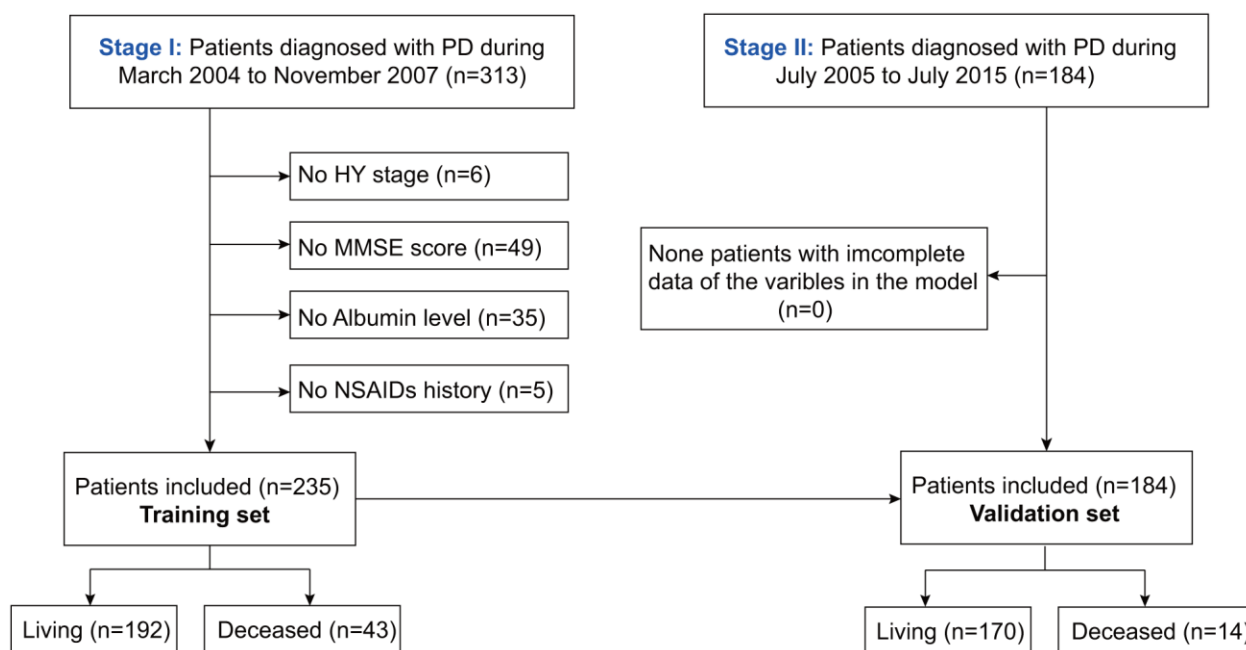 Stage I: Patients diagnosed with PD during
March 2004 to November 2007 (n=313)
Stage II: Patients diagnosed with PD during
July 2005 to July 2015 (n=184)
No HY stage (n=6)
No MMSE score (n=49)
No Albumin level (n=35)
No NSAIDs history (n=5)
None patients with imcomplete
data of the varibles in the model
(n=0)
Patients included (n=235)
Training set
Patients included (n=184)
Validation set
Living (n=192)
Deceased (n=43)
Living (n=170)
Deceased (n=14)